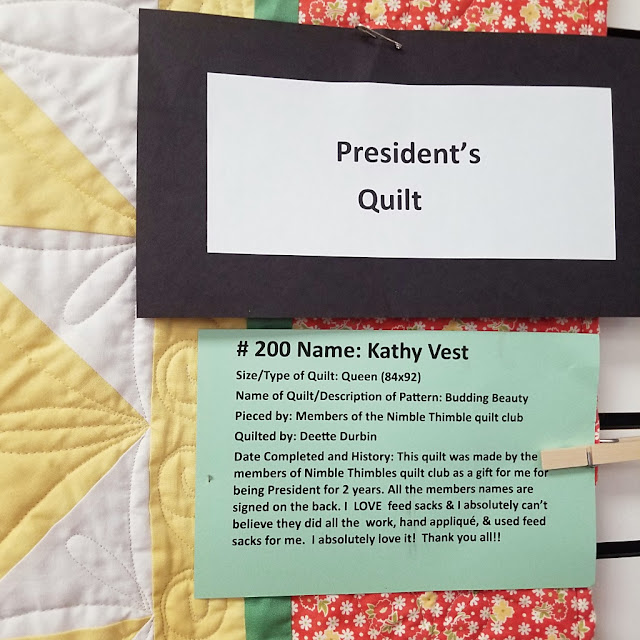 President's
Quilt
# 200 Name: Kathy Vest
Size/Type of Quilt: Queen (84x92)
Name of Quilt/Description of Pattern: Budding Beauty
Pieced by: Members of the Nimble Thimble quilt club
Quilted by: Deette Durbin
Date Completed and History: This quilt was made by the
members of Nimble Thimbles quilt club as a gift for me for
being President for 2 years. All the members names are
signed on the back. I LOVE feed sacks & I absolutely can't
believe they did all the work, hand appliqué, & used feed
sacks for me. I absolutely love it! Thank you all!!